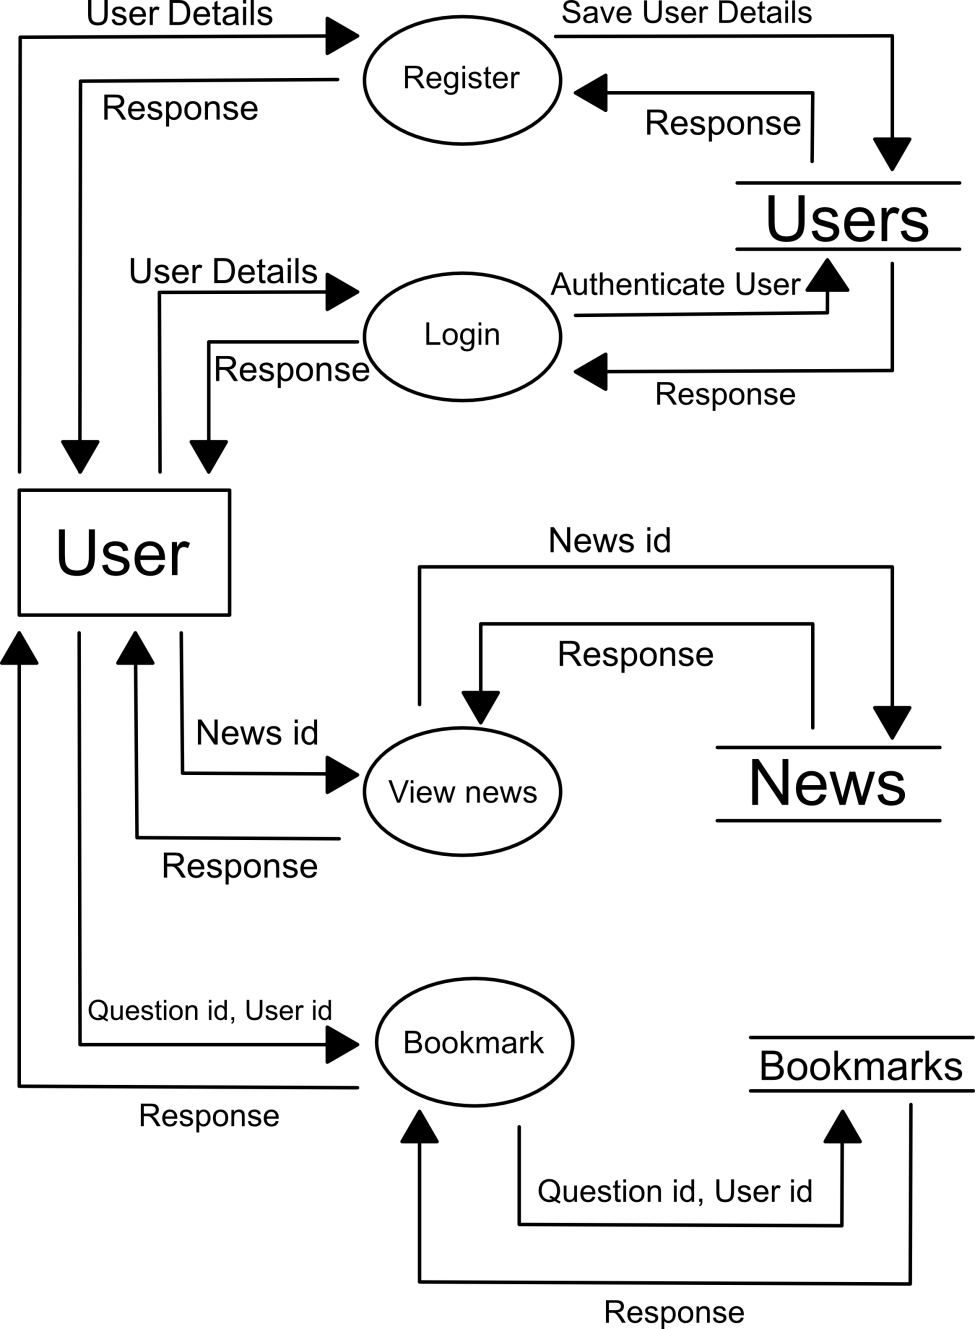 User Details
Save User Details
Register
Response
Response
Users
User Details
Authenticate User
Login
Response
Response
User
News id
Response
News id
View news
News
Response
Question id, User id
Bookmark
Bookmarks
Response
Question id, User id
Response